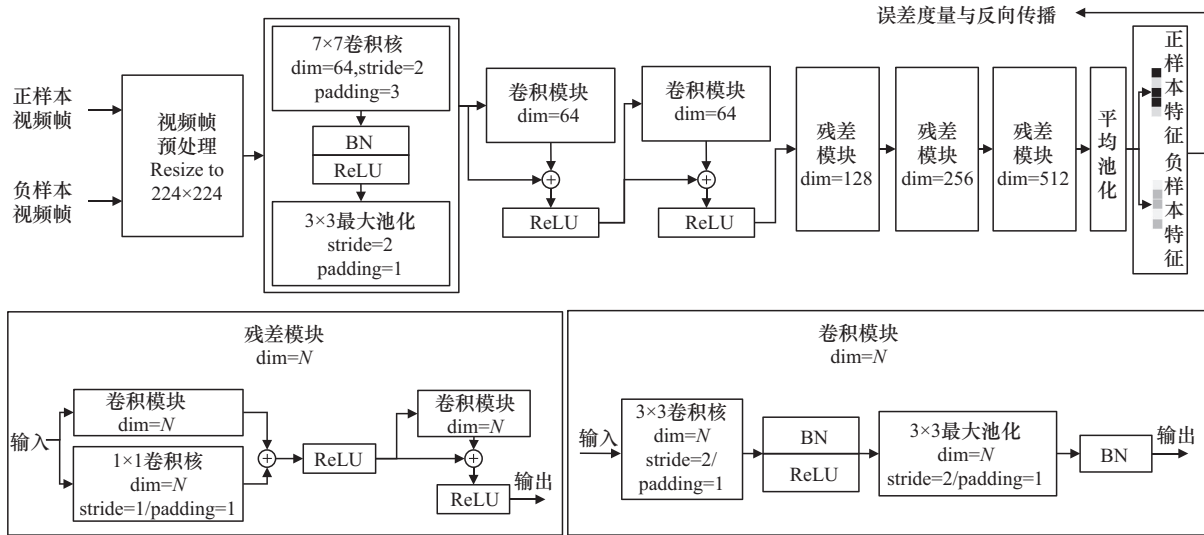 误差度量与反向传播
正样本
视频帧
负样本
视频帧
视频帧
预处理
Resize to
224×224
7×7卷积核
dim=64,stride=2
padding=3
BN
ReLU
3×3最大池化
stride=2
padding=1
卷积模块
dim=64
ReLU
卷积模块
dim=64
ReLU
残差
模块
dim=128
残差
模块
dim=256
残差
模块
dim=512
平均池化
正样本特征
负样本特征
残差模块
dim=N
输入
卷积模块
dim=N
1×1卷积核
dim=N
stride=1/padding=1
ReLU
卷积模块
dim=N
ReLU
输出
卷积模块
dim=N
输入
3×3卷积核
dim=N
stride=2/
padding=1
BN
ReLU
3×3最大池化
dim=N
stride=2/padding=1
BN
输出